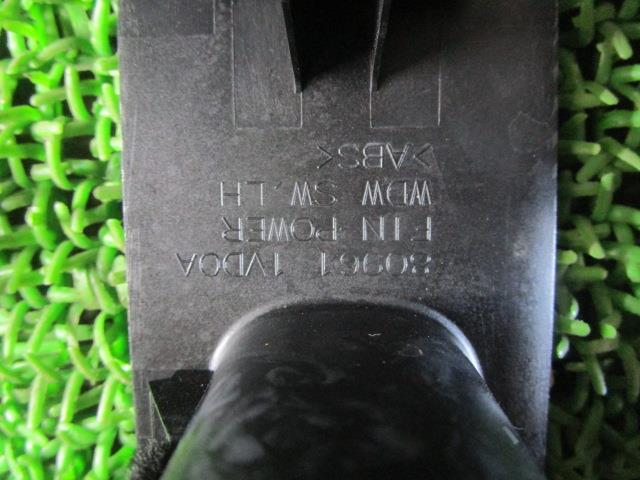 80961 1VD0A
FIN POWER
WDW SW,LH
>ABS<